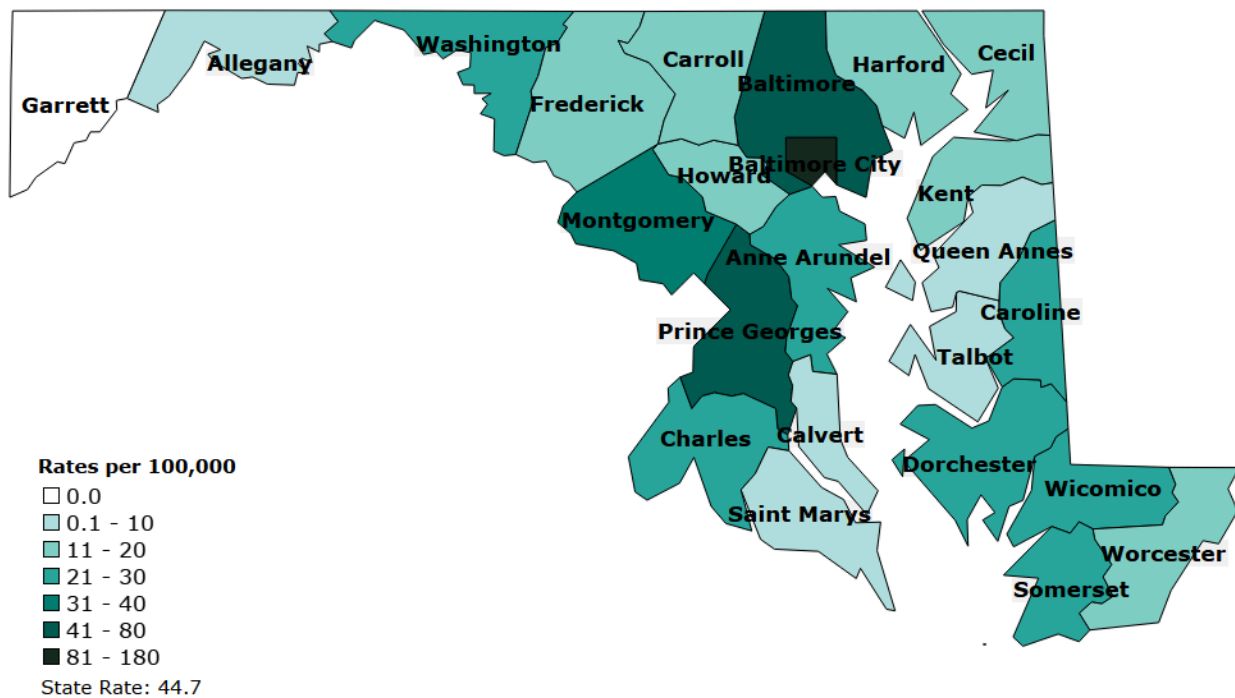 Washington
Carroll
Harford
Cecil
Allegany
Baltimore
Garrett
Frederick
Baltimore City
Howard
Kent
Montgomery
Anne Arundel
Queen Annes
Caroline
Prince Georges
Talbot
Charles
Calvert
Dorchester
Wicomico
Saint Marys
Worcester
Somerset
Rates per 100,000
0.0
0.1 - 10
11 - 20
21 - 30
31 - 40
41 - 80
81 - 180
State Rate: 44.7